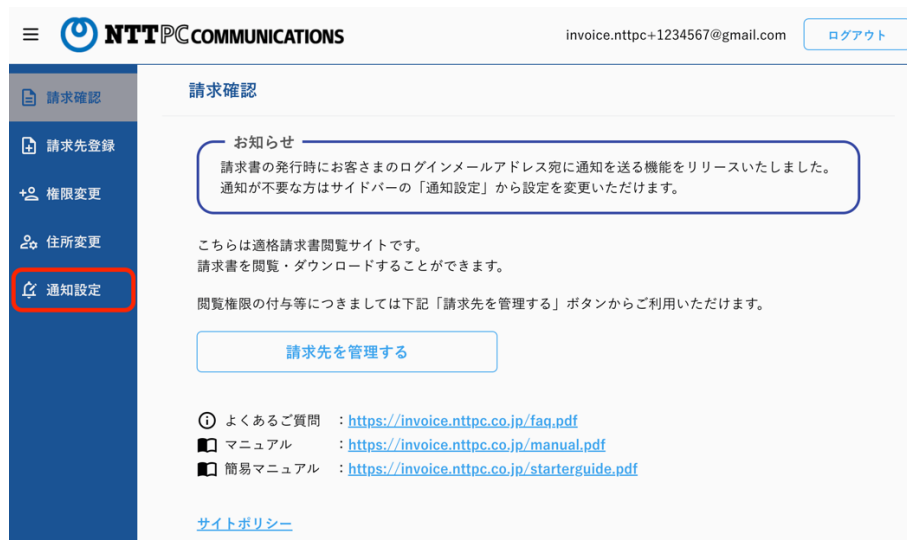 NTTPC COMMUNICATIONS
invoice.nttpc+1234567@gmail.com
ログアウト
請求確認
請求先登録
権限変更
住所変更
通知設定
請求確認
お知らせ
請求書の発行時にお客さまのログインメールアドレス宛に通知を送る機能をリリースいたしました。
通知が不要な方はサイドバーの「通知設定」から設定を変更いただけます。
こちらは適格請求書閲覧サイトです。
請求書を閲覧・ダウンロードすることができます。
閲覧権限の付与等につきましては下記「請求先を管理する」ボタンからご利用いただけます。
請求先を管理する
よくあるご質問 ：https://invoice.nttpc.co.jp/faq.pdf
マニュアル ：https://invoice.nttpc.co.jp/manual.pdf
簡易マニュアル ：https://invoice.nttpc.co.jp/starterguide.pdf
サイトポリシー